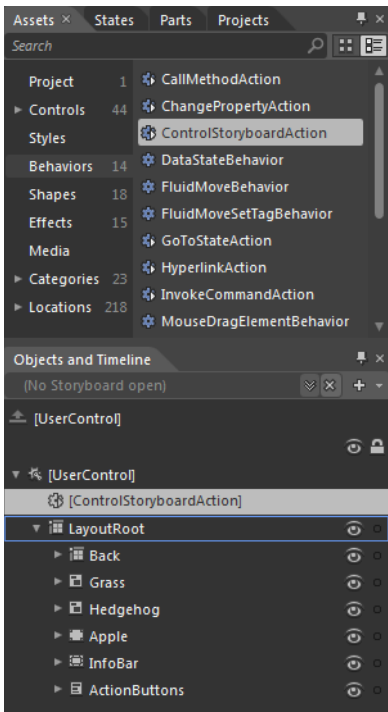 Assets × States Parts Projects
Search
Project 1
Controls 44
Styles
Behaviors 14
Shapes 18
Effects 15
Media
Categories 23
Locations 218
CallMethodAction
ChangePropertyAction
ControlStoryboardAction
DataStateBehavior
FluidMoveBehavior
FluidMoveSetTagBehavior
GoToStateAction
HyperlinkAction
InvokeCommandAction
MouseDragElementBehavior
Objects and Timeline
(No Storyboard open)
[UserControl]
[UserControl]
[ControlStoryboardAction]
LayoutRoot
Back
Grass
Hedgehog
Apple
InfoBar
ActionButtons